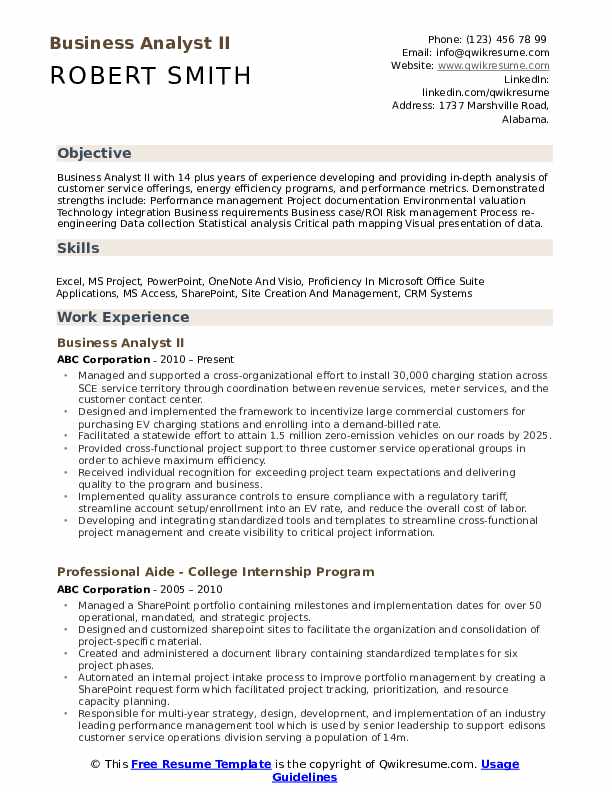 Business Analyst II
ROBERT SMITH
Phone: (123) 456 78 99
Email: info@qwikresume.com
Website: www.qwikresume.com
LinkedIn:
linkedin.com/qwikresume
Address: 1737 Marshville Road,
Alabama.
Objective
Business Analyst II with 14 plus years of experience developing and providing in-depth analysis of
customer service offerings, energy efficiency programs, and performance metrics. Demonstrated
strengths include: Performance management Project documentation Environmental valuation
Technology integration Business requirements Business case/ROI Risk management Process re-
engineering Data collection Statistical analysis Critical path mapping Visual presentation of data.
Skills
Excel, MS Project, PowerPoint, OneNote And Visio, Proficiency In Microsoft Office Suite
Applications, MS Access, SharePoint, Site Creation And Management, CRM Systems
Work Experience
Business Analyst II
ABC Corporation - 2010 – Present
• Managed and supported a cross-organizational effort to install 30,000 charging station across
SCE service territory through coordination between revenue services, meter services, and the
customer contact center.
• Designed and implemented the framework to incentivize large commercial customers for
purchasing EV charging stations and enrolling into a demand-billed rate.
• Facilitated a statewide effort to attain 1.5 million zero-emission vehicles on our roads by 2025.
• Provided cross-functional project support to three customer service operational groups in
order to achieve maximum efficiency.
• Received individual recognition for exceeding project team expectations and delivering
quality to the program and business.
• Implemented quality assurance controls to ensure compliance with a regulatory tariff,
streamline account setup/enrollment into an EV rate, and reduce the overall cost of labor.
• Developing and integrating standardized tools and templates to streamline cross-functional
project management and create visibility to critical project information.
Professional Aide - College Internship Program
ABC Corporation - 2005 – 2010
• Managed a SharePoint portfolio containing milestones and implementation dates for over 50
operational, mandated, and strategic projects.
• Designed and customized sharepoint sites to facilitate the organization and consolidation of
project-specific material.
• Created and administered a document library containing standardized templates for six
project phases.
• Automated an internal project intake process to improve portfolio management by creating a
SharePoint request form which facilitated project tracking, prioritization, and resource
capacity planning.
• Responsible for multi-year strategy, design, development, and implementation of an industry
leading performance management tool which is used by senior leadership to support edisons
customer service operations division serving a population of 14m.
© This Free Resume Template is the copyright of Qwikresume.com. Usage
Guidelines